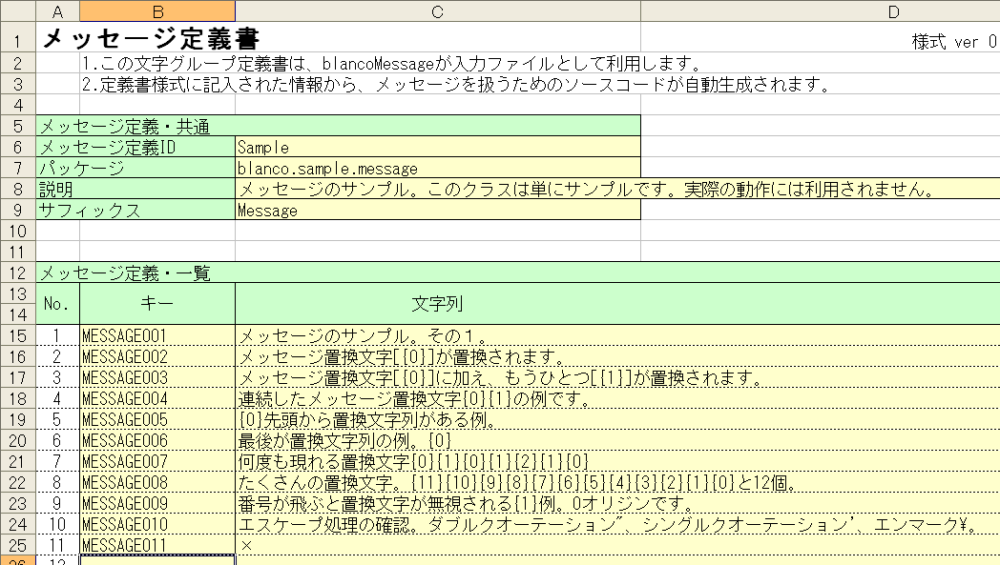 A B C D
1 メッセージ定義書 様式 ver 0
2 1.この文字グループ定義書は、blancoMessageが入力ファイルとして利用します。
3 2.定義書様式に記入された情報から、メッセージを扱うためのソースコードが自動生成されます。
4
5 メッセージ定義・共通
6 メッセージ定義ID Sample
7 パッケージ blanco.sample.message
8 説明 メッセージのサンプル。このクラスは単にサンプルです。実際の動作には利用されません。
9 サフィックス Message
10
11
12 メッセージ定義・一覧
13
No. キー 文字列
14
15 1 MESSAGE001 メッセージのサンプル。その１。
16 2 MESSAGE002 メッセージ置換文字[{0}]が置換されます。
17 3 MESSAGE003 メッセージ置換文字[{0}]に加え、もうひとつ[{1}]が置換されます。
18 4 MESSAGE004 連続したメッセージ置換文字{0}{1}の例です。
19 5 MESSAGE005 {0}先頭から置換文字列がある例。
20 6 MESSAGE006 最後が置換文字列の例。{0}
21 7 MESSAGE007 何度も現れる置換文字{0}{1}{0}{1}{2}{1}{0}
22 8 MESSAGE008 たくさんの置換文字。{11}{10}{9}{8}{7}{6}{5}{4}{3}{2}{1}{0}と12個。
23 9 MESSAGE009 番号が飛ぶと置換文字が無視される{1}例。0オリジンです。
24 10 MESSAGE010 エスケープ処理の確認。ダブルクオーテーション"、シングルクオーテーション'、エンマーク¥。
25 11 MESSAGE011 ×
26 12